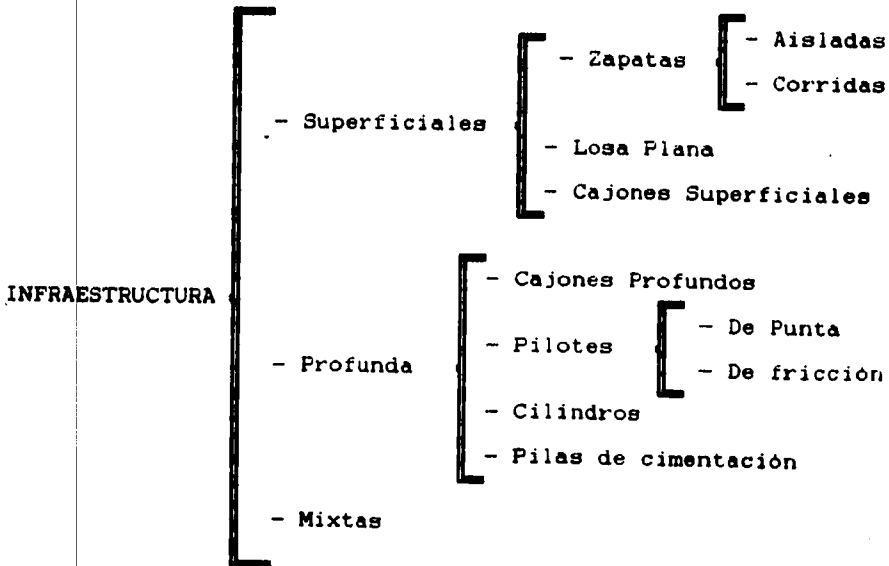 INFRAESTRUCTURA
- Superficiales
- Zapatas
- Aisladas
- Corridas
- Losa Plana
- Cajones Superficiales
- Profunda
- Cajones Profundos
- Pilotes
- De Punta
- De fricción
- Cilindros
- Pilas de cimentación
- Mixtas